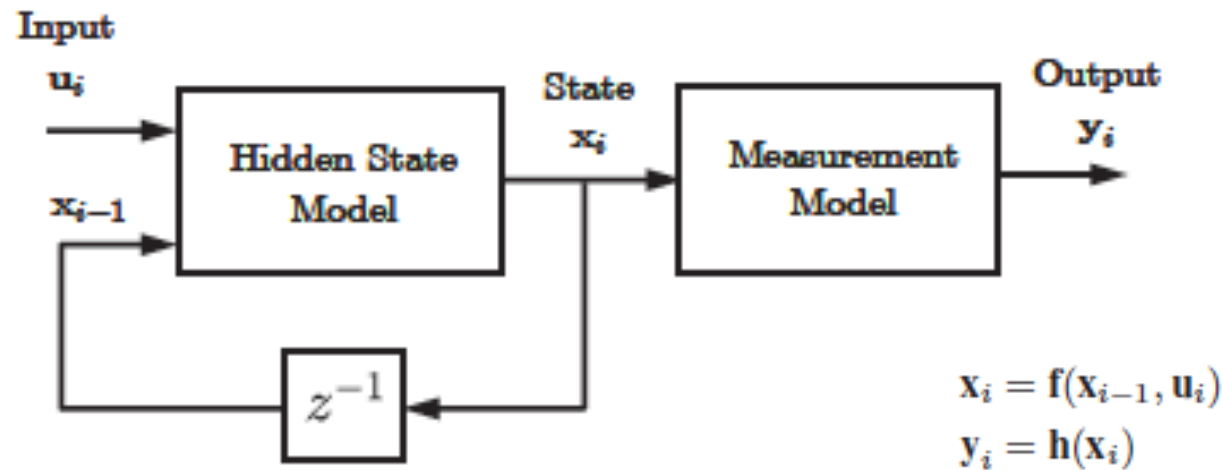 Input
u_i
x_{i−1}
Hidden State
Model
State
x_i
Measurement
Model
Output
y_i
z^{−1}
x_i = f(x_{i−1}, u_i)
y_i = h(x_i)